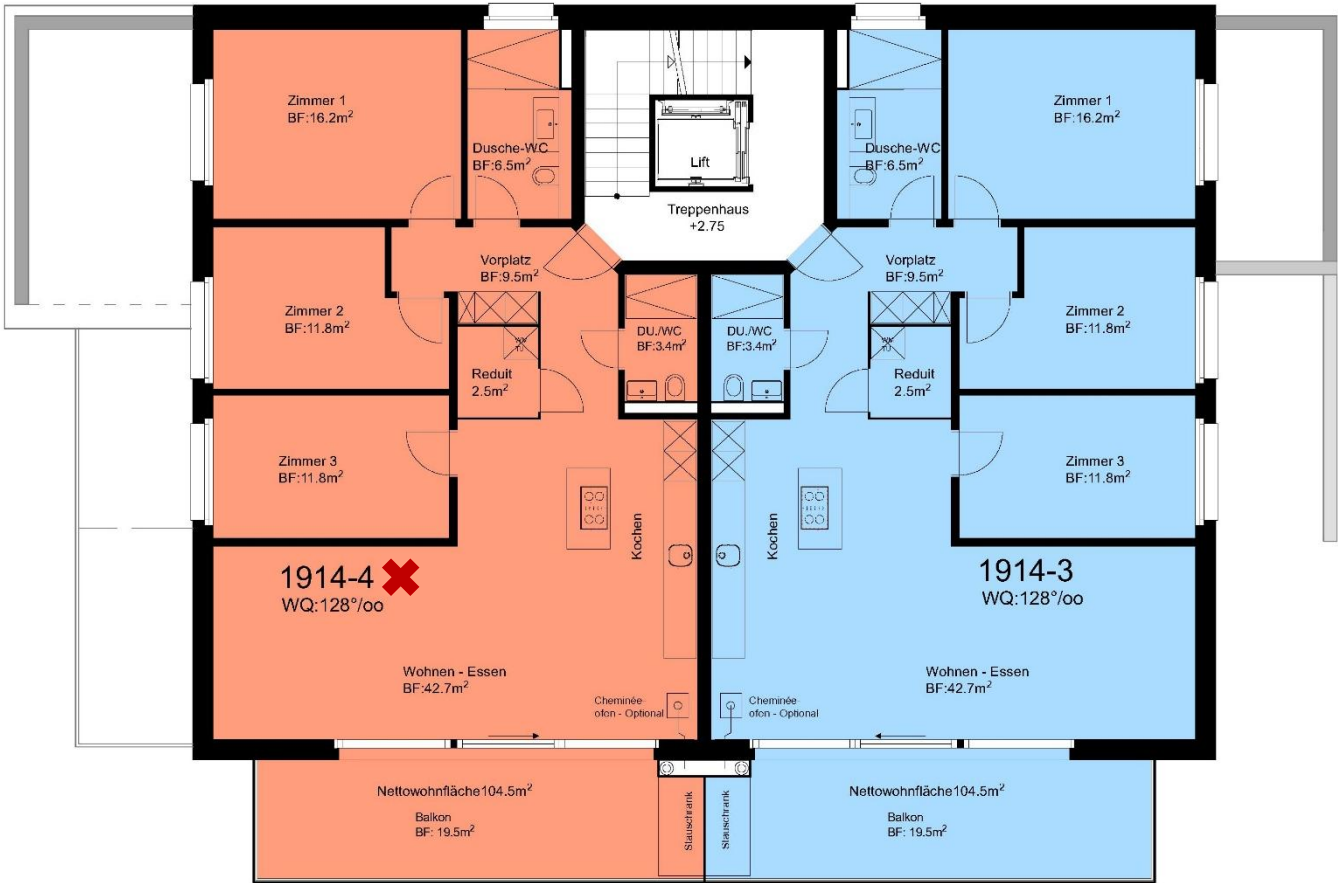 Zimmer 1
BF:16.2m²
Dusche-WC
BF:6.5m²
Lift
Treppenhaus
+2.75
Dusche-WC
BF:6.5m²
Zimmer 1
BF:16.2m²
Vorplatz
BF:9.5m²
Vorplatz
BF:9.5m²
Zimmer 2
BF:11.8m²
DU./WC
BF:3.4m²
DU./WC
BF:3.4m²
Zimmer 2
BF:11.8m²
Reduit
2.5m²
Reduit
2.5m²
Zimmer 3
BF:11.8m²
Kochen
Kochen
Zimmer 3
BF:11.8m²
1914-4
WQ:128°/oo
1914-3
WQ:128°/oo
Wohnen - Essen
BF:42.7m²
Wohnen - Essen
BF:42.7m²
Cheminée
ofen - Optional
Cheminée
ofen - Optional
Nettowohnfläche104.5m²
Balkon
BF: 19.5m²
Stauschrank
Stauschrank
Nettowohnfläche104.5m²
Balkon
BF: 19.5m²